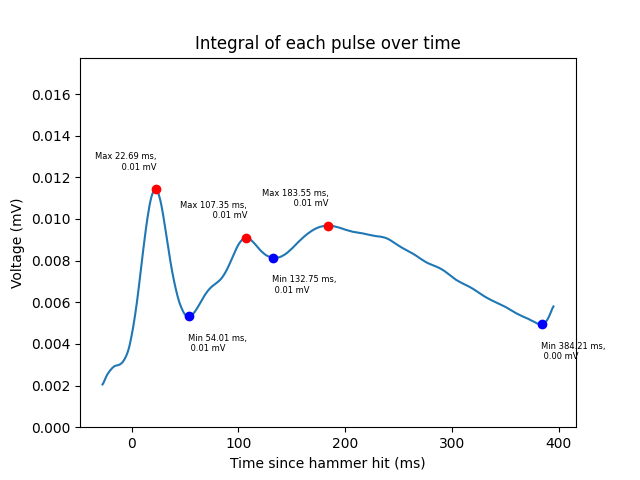 Integral of each pulse over time
Voltage (mV)
0.016
0.014
0.012
0.010
0.008
0.006
0.004
0.002
0.000
Max 22.69 ms,
0.01 mV
Min 54.01 ms,
0.01 mV
Max 107.35 ms,
0.01 mV
Min 132.75 ms,
0.01 mV
Max 183.55 ms,
0.01 mV
Min 384.21 ms,
0.00 mV
0
100
200
300
400
Time since hammer hit (ms)